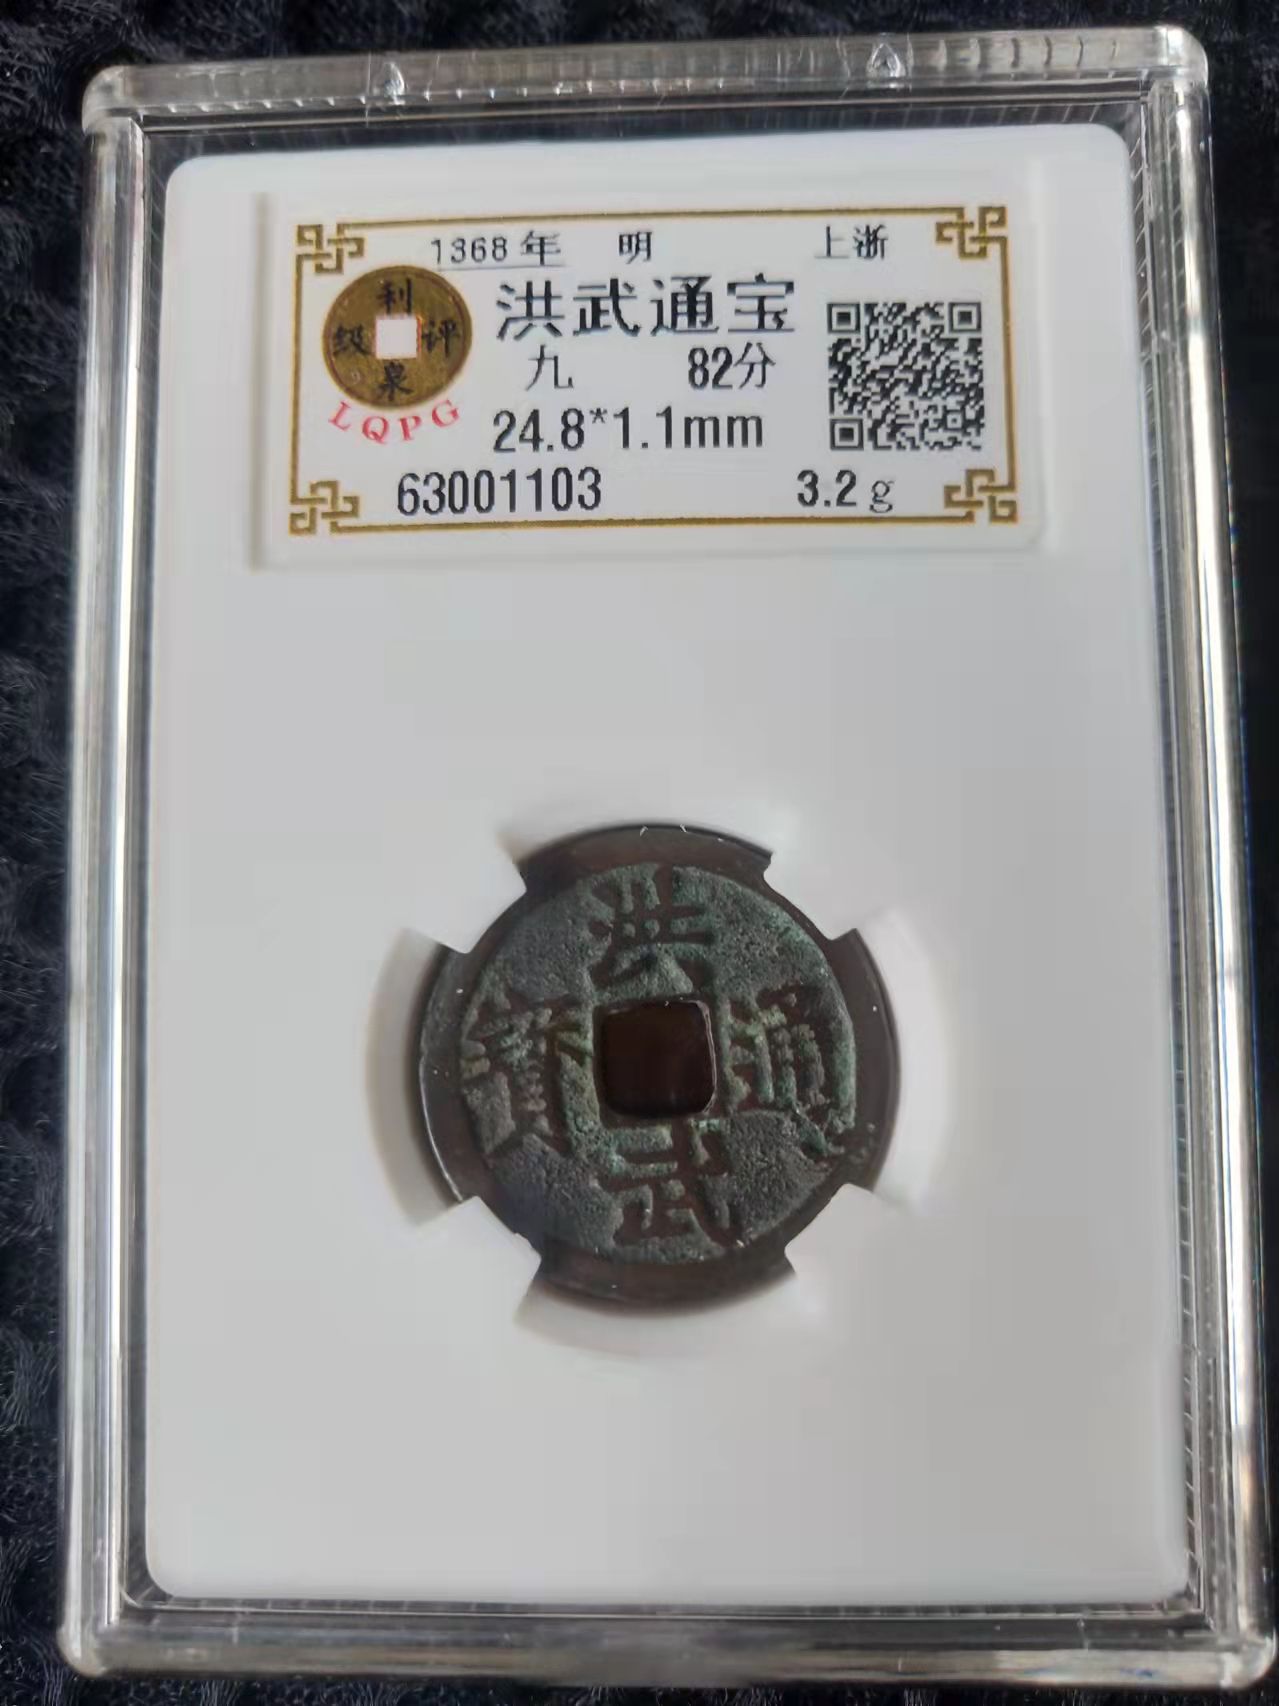 1368年 明 上浙
利泉评级
洪武通宝
九 82分
LQPG
24.8*1.1mm
63001103 3.2g
洪武通寳